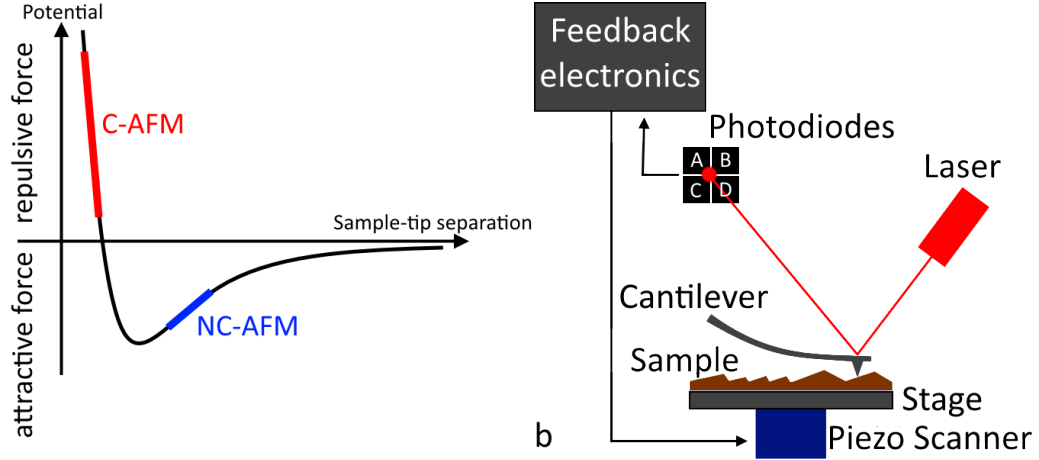 Potential
repulsive force
C-AFM
Sample-tip separation
attractive force
NC-AFM
Feedback
electronics
Photodiodes
A B
C D
Laser
Cantilever
Sample
Stage
b
Piezo Scanner